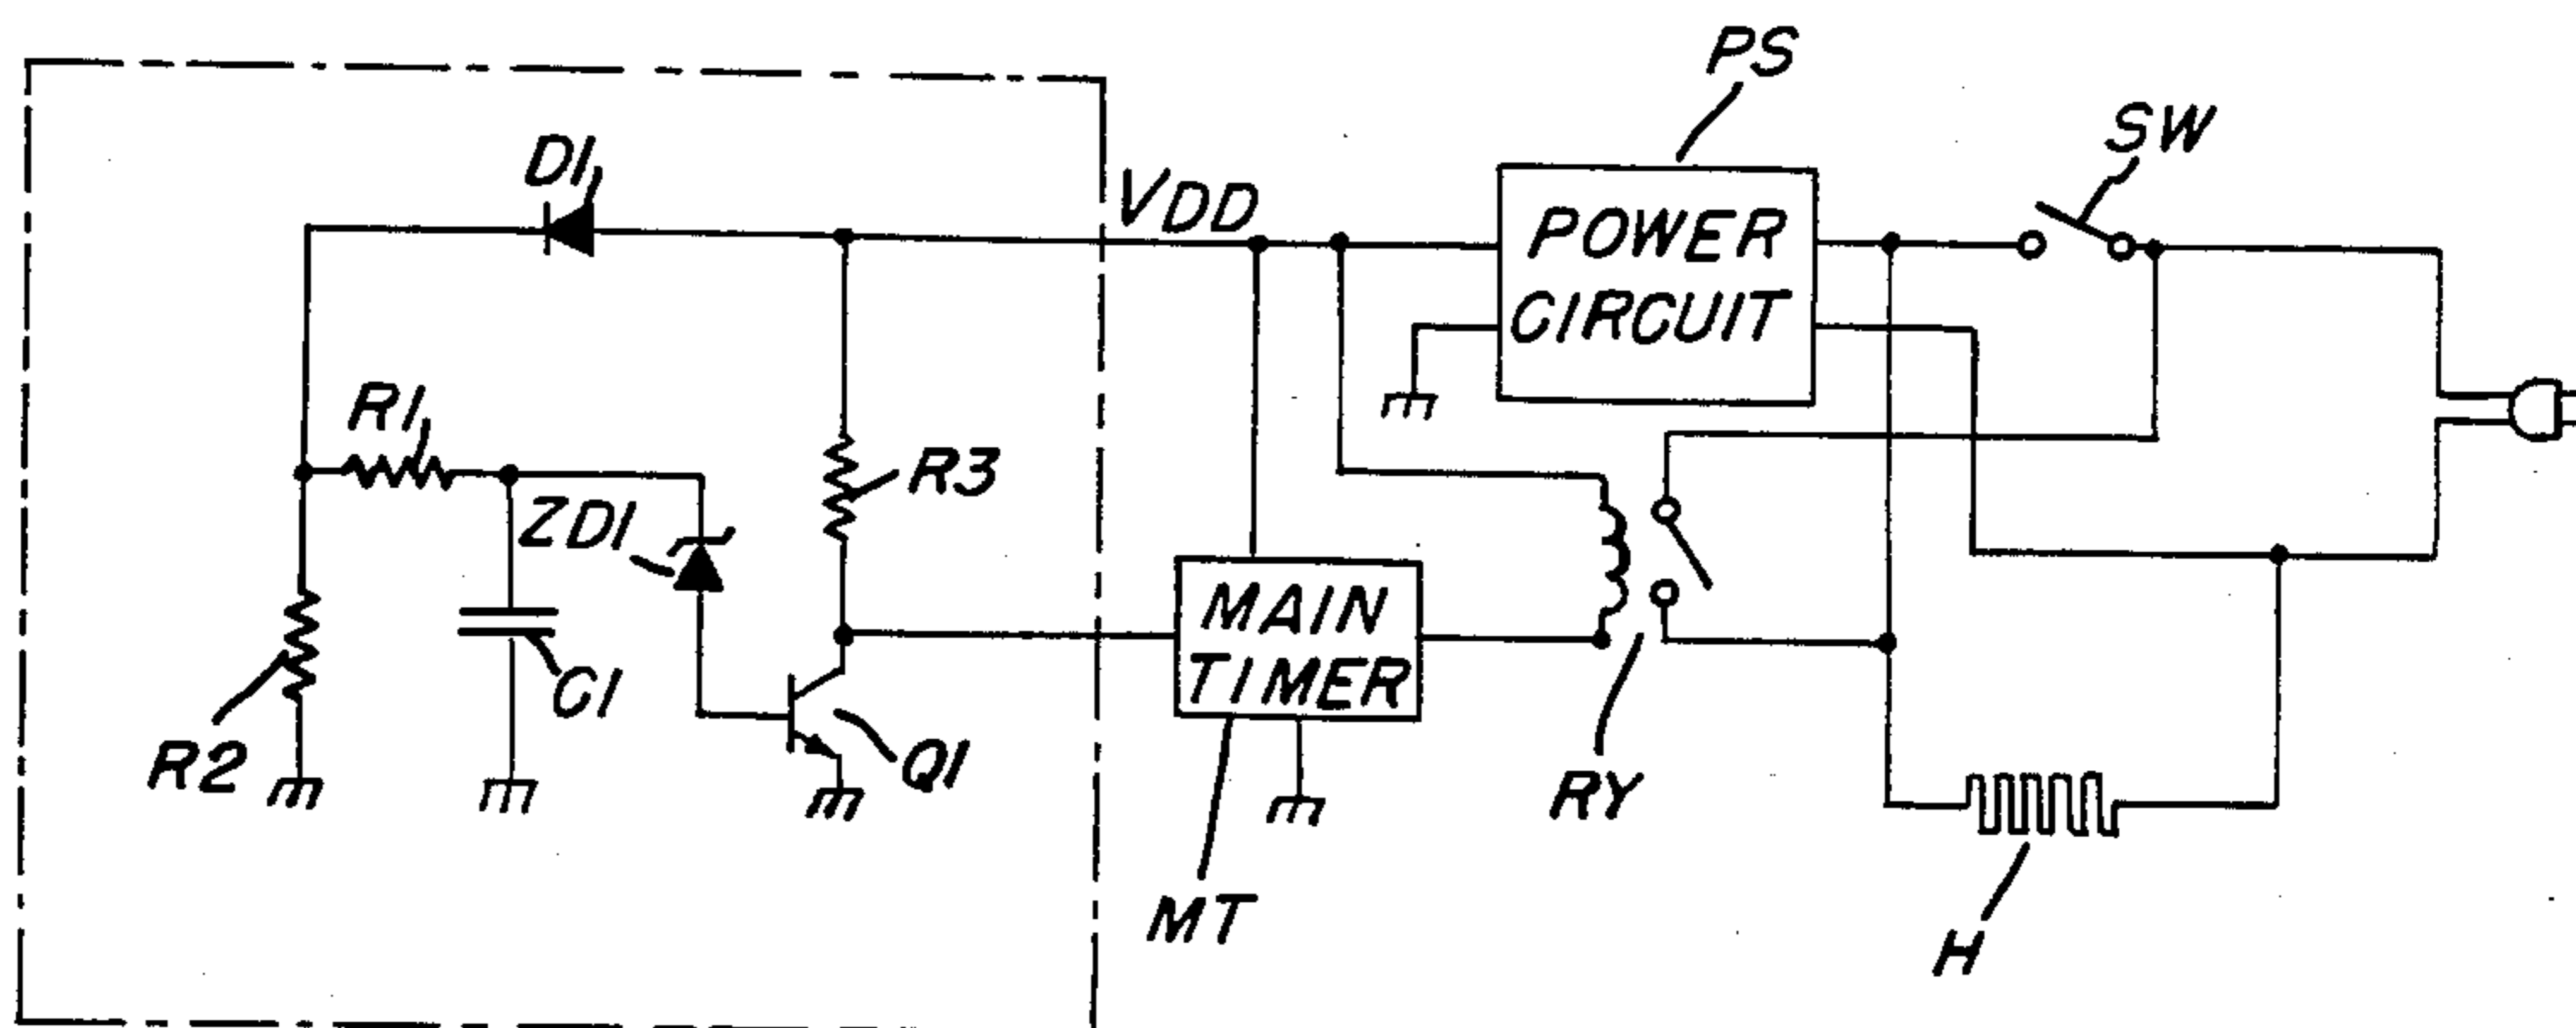 PS
SW
D1
VDD
POWER
CIRCUIT
R1
R3
ZD1
MAIN
TIMER
C1
R2
Q1
RY
MT
H